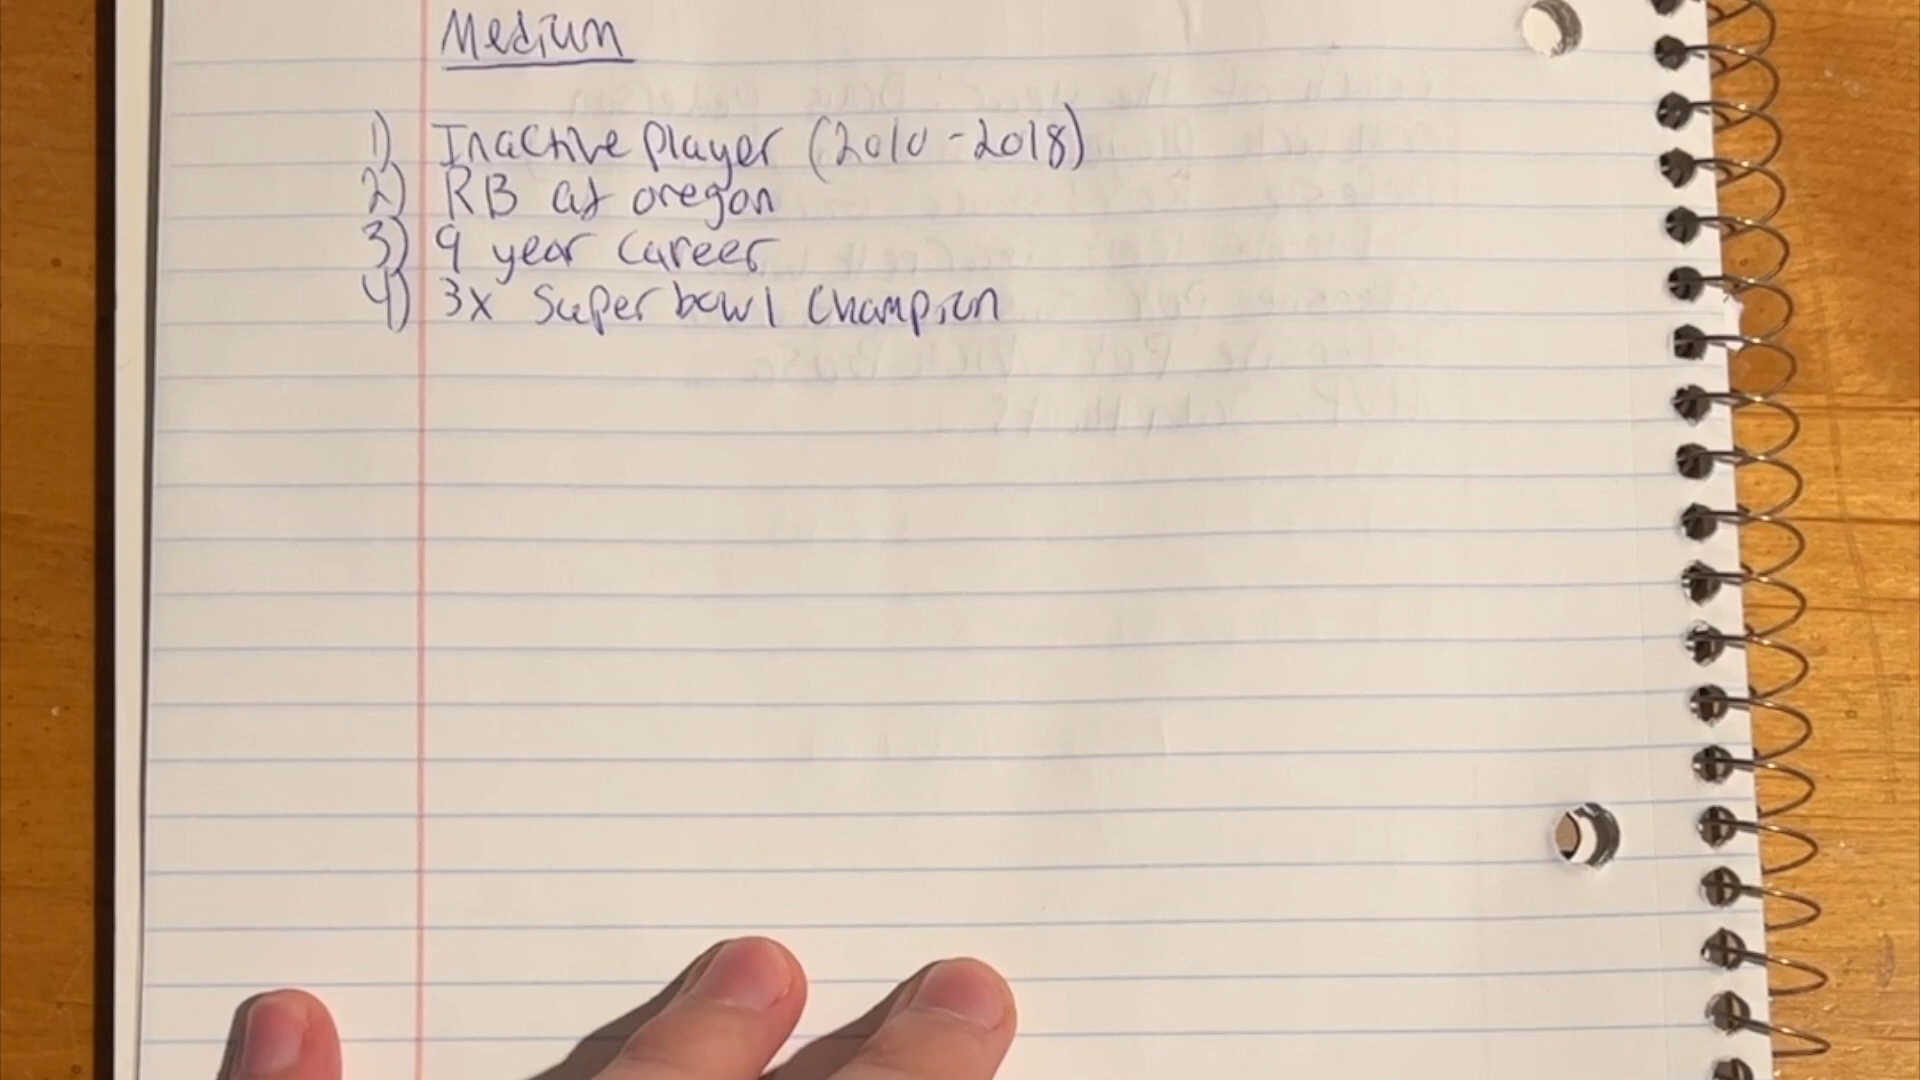 Medium
1) Inactive Player (2010-2018)
2) RB at oregon
3) 9 year career
4) 3x Super bowl Champion